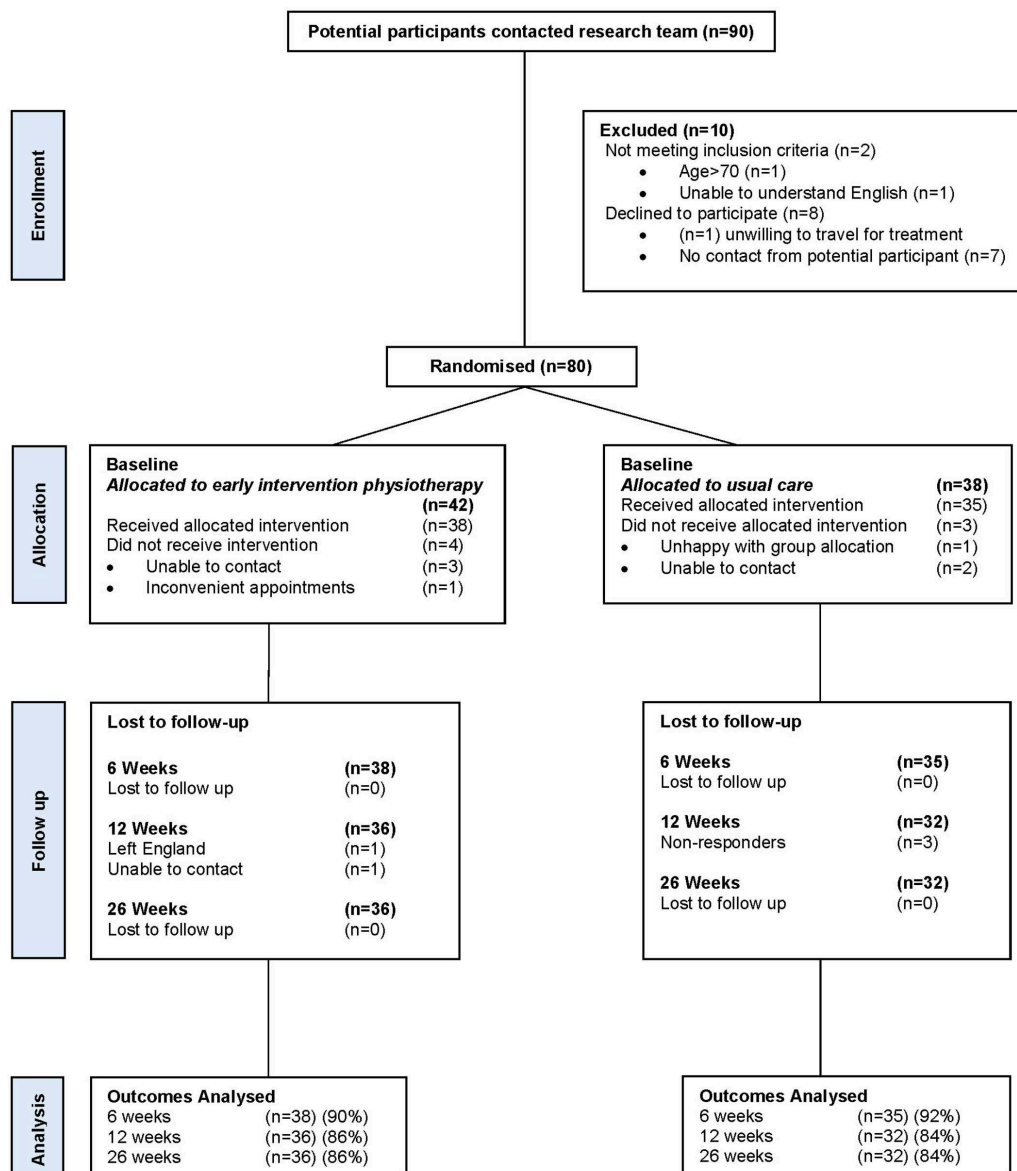 Potential participants contacted research team (n=90)
Enrollment
Excluded (n=10)
Not meeting inclusion criteria (n=2)
• Age>70 (n=1)
• Unable to understand English (n=1)
Declined to participate (n=8)
• (n=1) unwilling to travel for treatment
• No contact from potential participant (n=7)
Randomised (n=80)
Allocation
Baseline
Allocated to early intervention physiotherapy
(n=42)
Received allocated intervention (n=38)
Did not receive intervention (n=4)
• Unable to contact (n=3)
• Inconvenient appointments (n=1)
Baseline
Allocated to usual care (n=38)
Received allocated intervention (n=35)
Did not receive allocated intervention (n=3)
• Unhappy with group allocation (n=1)
• Unable to contact (n=2)
Follow up
Lost to follow-up
6 Weeks (n=38)
Lost to follow up (n=0)
12 Weeks (n=36)
Left England (n=1)
Unable to contact (n=1)
26 Weeks (n=36)
Lost to follow up (n=0)
Lost to follow-up
6 Weeks (n=35)
Lost to follow up (n=0)
12 Weeks (n=32)
Non-responders (n=3)
26 Weeks (n=32)
Lost to follow up (n=0)
Analysis
Outcomes Analysed
6 weeks (n=38) (90%)
12 weeks (n=36) (86%)
26 weeks (n=36) (86%)
Outcomes Analysed
6 weeks (n=35) (92%)
12 weeks (n=32) (84%)
26 weeks (n=32) (84%)